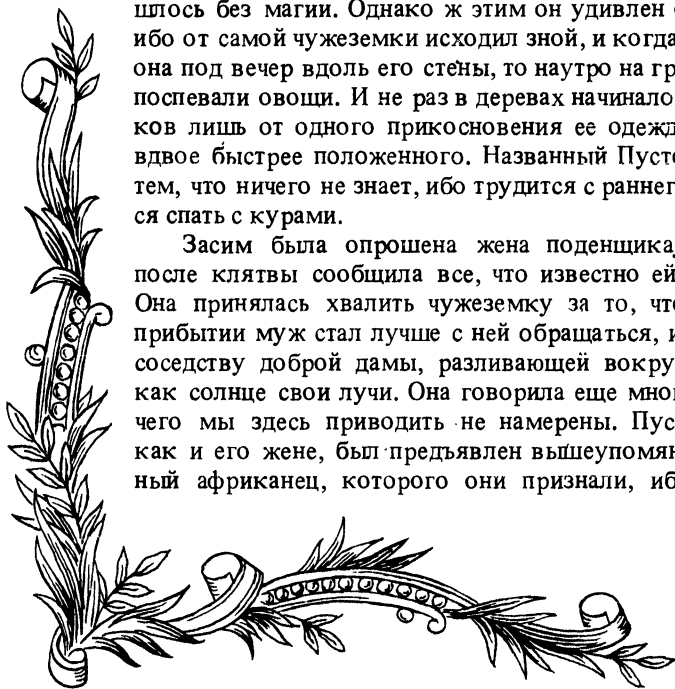 шлось без магии. Однако ж этим он удивлен
ибо от самой чужеземки исходил зной, и когда
она под вечер вдоль его стены, то наутро на гр
поспевали овощи. И не раз в деревах начинало
ков лишь от одного прикосновения ее одежд
вдвое быстрее положенного. Названный Пусте
тем, что ничего не знает, ибо трудится с раннег
ся спать с курами.
Засим была опрошена жена поденщика,
после клятвы сообщила все, что известно ей.
Она принялась хвалить чужеземку за то, что
прибытии муж стал лучше с ней обращаться, и
соседству доброй дамы, разливающей вокру
как солнце свои лучи. Она говорила еще мно
чего мы здесь приводить не намерены. Пус
как и его жене, был предъявлен вышеупомян
ный африканец, которого они признали, иб